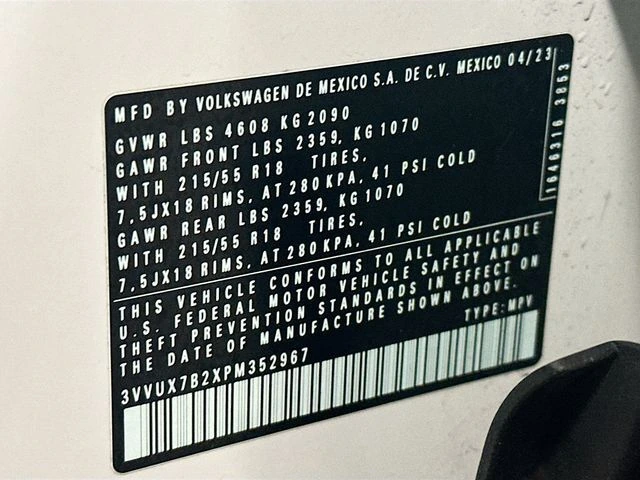 MFD BY VOLKSWAGEN DE MEXICO S.A. DE C.V. MEXICO 04/23
GVWR LBS 4608 KG 2090
GAWR FRONT LBS 2359, KG 1070
WITH 215/55 R18 TIRES,
7,5JX18 RIMS, AT 280 KPA, 41 PSI COLD
GAWR REAR LBS 2359, KG 1070
WITH 215/55 R18 TIRES,
7,5JX18 RIMS, AT 280 KPA, 41 PSI COLD
1646316 3853
THIS VEHICLE CONFORMS TO ALL APPLICABLE
U.S. FEDERAL MOTOR VEHICLE SAFETY AND
THEFT PREVENTION STANDARDS IN EFFECT ON
THE DATE OF MANUFACTURE SHOWN ABOVE.
3VVUX7B2XPM352967 TYPE:MPV